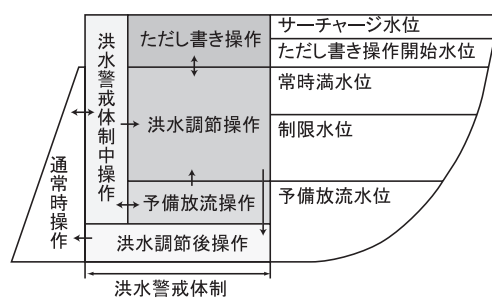 通常時操作
洪水警戒体制中操作
ただし書き操作
洪水調節操作
予備放流操作
洪水調節後操作
洪水警戒体制
サーチャージ水位
ただし書き操作開始水位
常時満水位
制限水位
予備放流水位